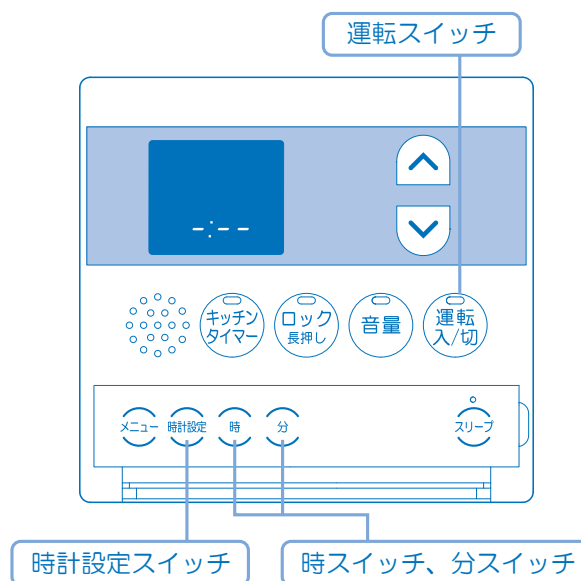 運転スイッチ
-:--
キッチン
タイマー
ロック
長押し
音量
運転
入/切
メニュー
時計設定
時
分
スリープ
時計設定スイッチ
時スイッチ、分スイッチ